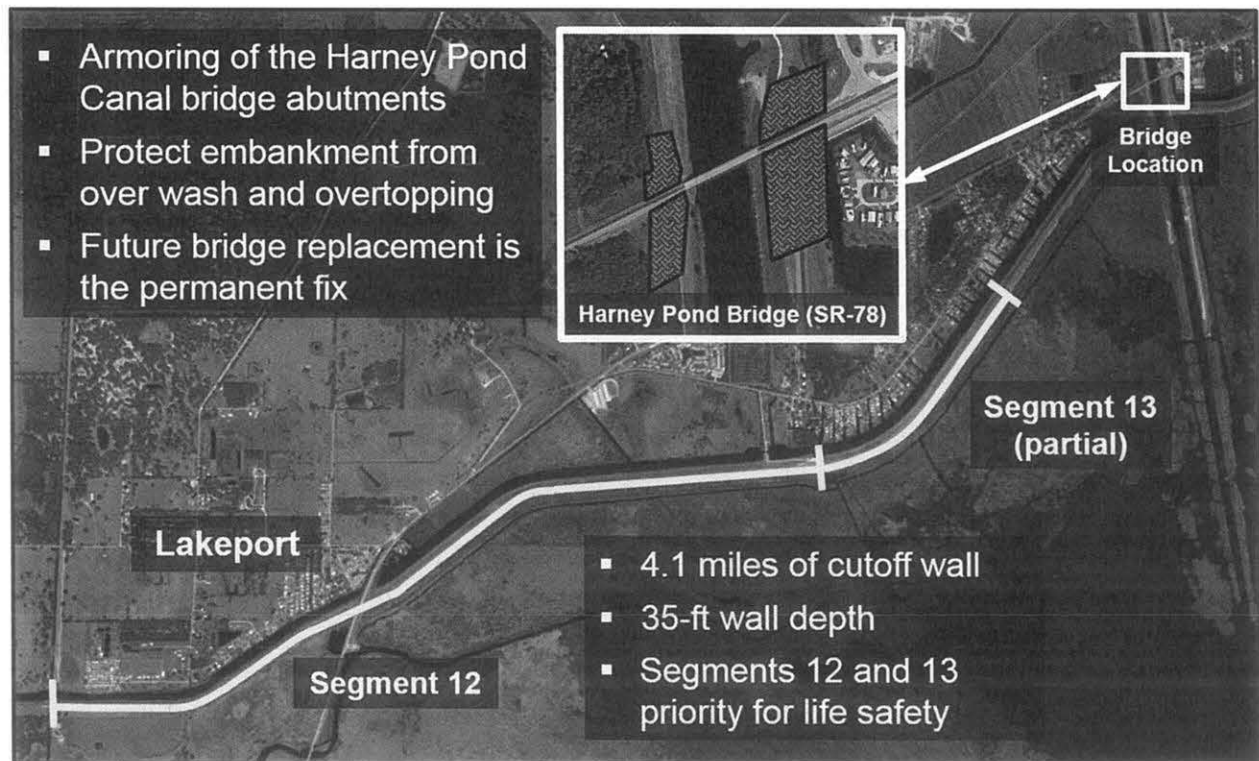 ▪ Armoring of the Harney Pond
Canal bridge abutments
▪ Protect embankment from
over wash and overtopping
▪ Future bridge replacement is
the permanent fix
Harney Pond Bridge (SR-78)
Bridge
Location
Segment 13
(partial)
Lakeport
Segment 12
▪ 4.1 miles of cutoff wall
▪ 35-ft wall depth
▪ Segments 12 and 13
priority for life safety